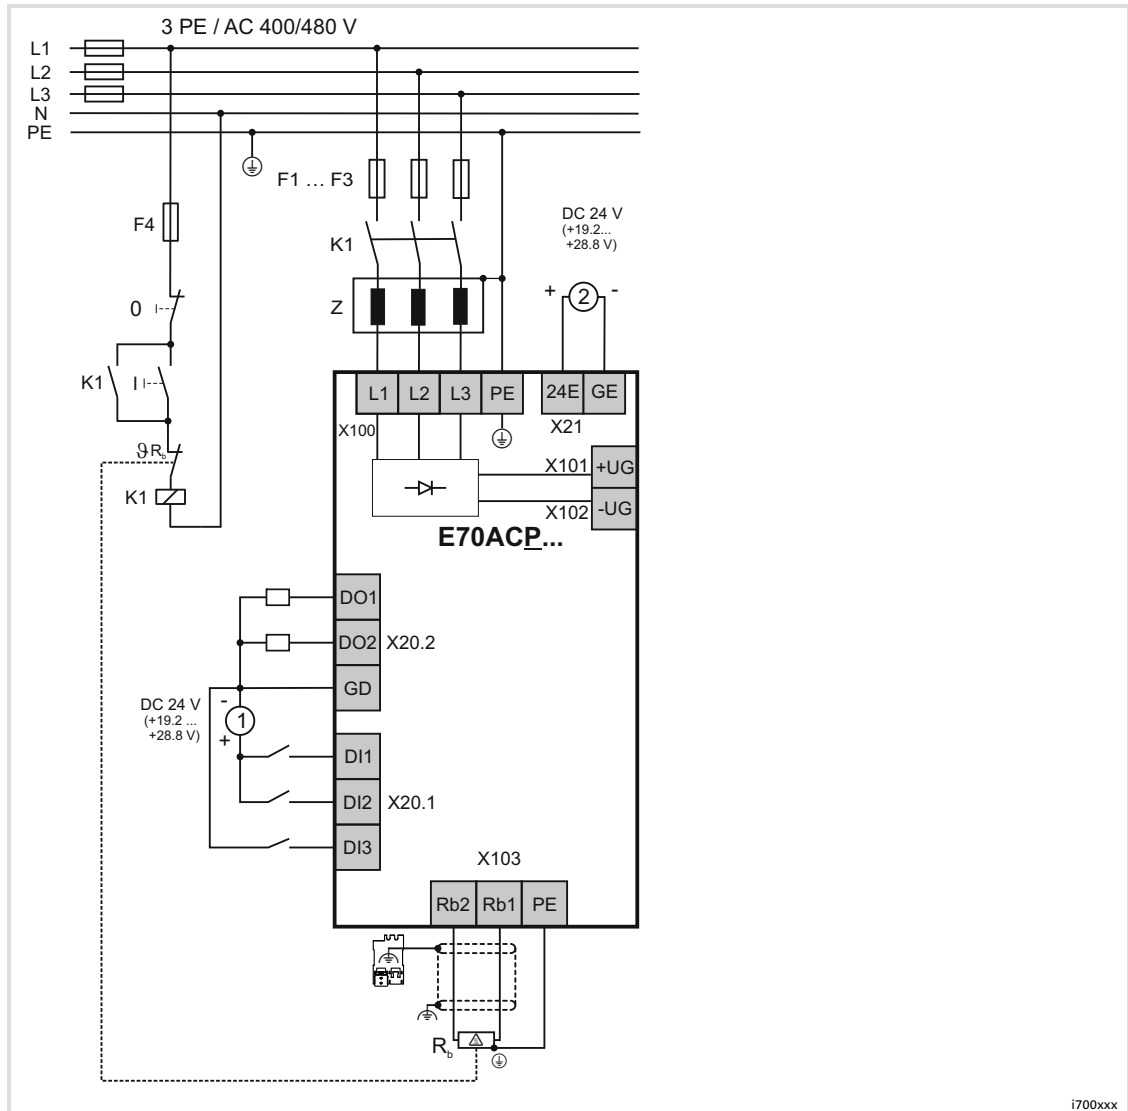 3 PE / AC 400/480 V
L1
L2
L3
N
PE
F1 … F3
F4
DC 24 V
(+19.2...
+28.8 V)
K1
0
Z
+ 2 -
K1 I
L1 L2 L3 PE 24E GE
X100
X21
ϑRb
X101 +UG
K1
X102 -UG
E70ACP...
DO1
DO2 X20.2
GD
DC 24 V
(+19.2 ...
+28.8 V)
-
1
+
DI1
DI2 X20.1
DI3
X103
Rb2 Rb1 PE
Rb
i700xxx